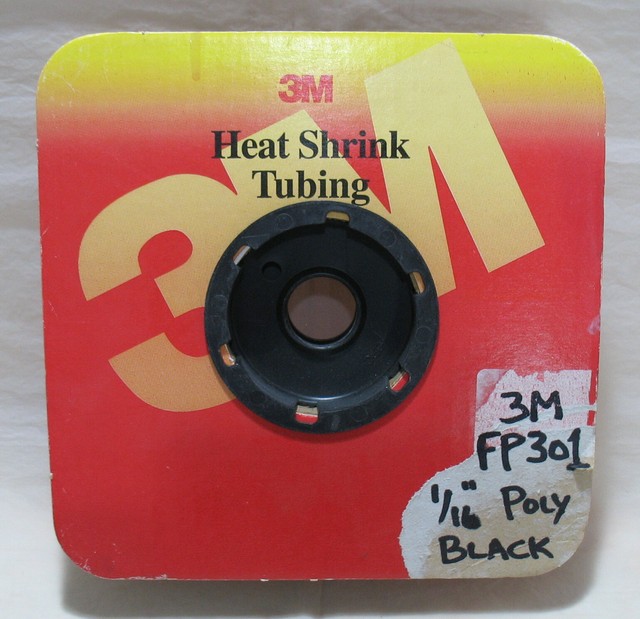 3M
Heat Shrink
Tubing
3M
3M
FP301
1/16" POLY
BLACK